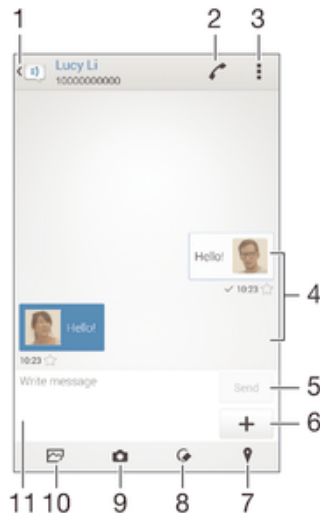 1 2 3
Lucy Li
10000000000
Hello!
10:23
4
Hello!
10:23
Write message
Send 5
+ 6
11 10 9 8 7